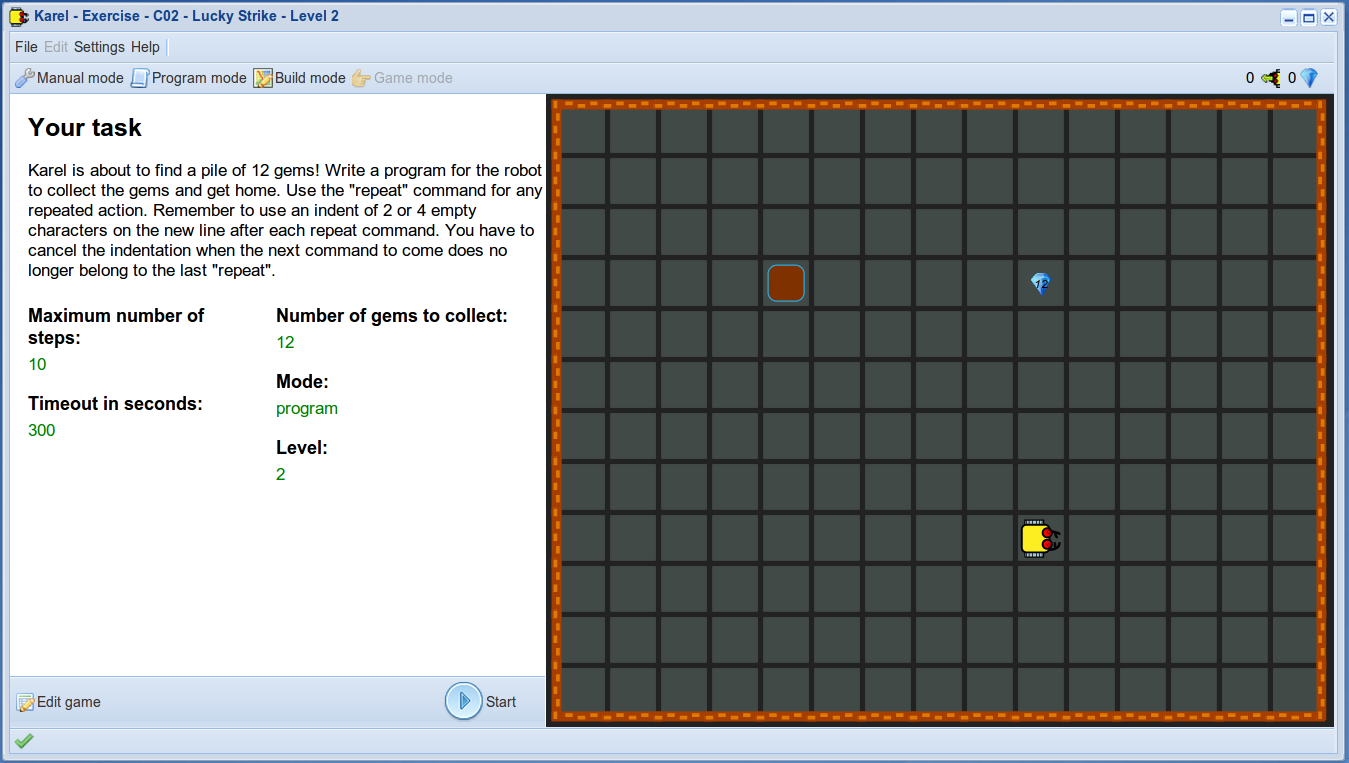 Karel - Exercise - C02 - Lucky Strike - Level 2
File Edit Settings Help
Manual mode Program mode Build mode Game mode 0 0
Your task
Karel is about to find a pile of 12 gems! Write a program for the robot
to collect the gems and get home. Use the "repeat" command for any
repeated action. Remember to use an indent of 2 or 4 empty
characters on the new line after each repeat command. You have to
cancel the indentation when the next command to come does no
longer belong to the last "repeat".
Maximum number of
steps:
10
Timeout in seconds:
300
Number of gems to collect:
12
Mode:
program
Level:
2
12
Edit game
Start